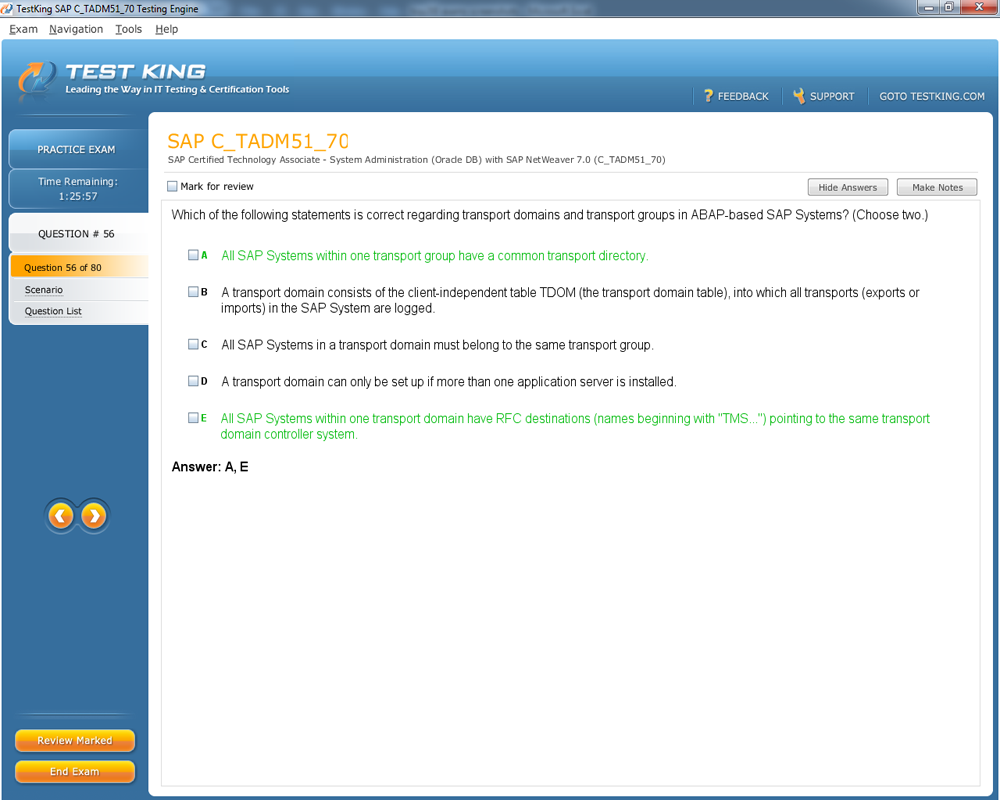 TestKing SAP C_TADM51_70 Testing Engine
Exam Navigation Tools Help
TEST KING
Leading the Way in IT Testing & Certification Tools
? FEEDBACK SUPPORT GOTO TESTKING.COM
PRACTICE EXAM
Time Remaining:
1:25:57
QUESTION # 56
Question 56 of 80
Scenario
Question List
SAP C_TADM51_70
SAP Certified Technology Associate - System Administration (Oracle DB) with SAP NetWeaver 7.0 (C_TADM51_70)
Mark for review
Hide Answers Make Notes
Which of the following statements is correct regarding transport domains and transport groups in ABAP-based SAP Systems? (Choose two.)
A All SAP Systems within one transport group have a common transport directory.
B A transport domain consists of the client-independent table TDOM (the transport domain table), into which all transports (exports or
imports) in the SAP System are logged.
C All SAP Systems in a transport domain must belong to the same transport group.
D A transport domain can only be set up if more than one application server is installed.
E All SAP Systems within one transport domain have RFC destinations (names beginning with "TMS...") pointing to the same transport
domain controller system.
Answer: A, E
Review Marked
End Exam